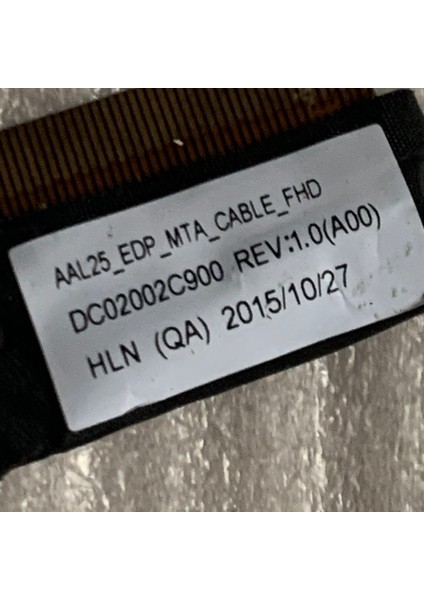 AAL25_EDP_MTA_CABLE_FHD
DC02002C900 REV:1.0(A00)
HLN (QA) 2015/10/27